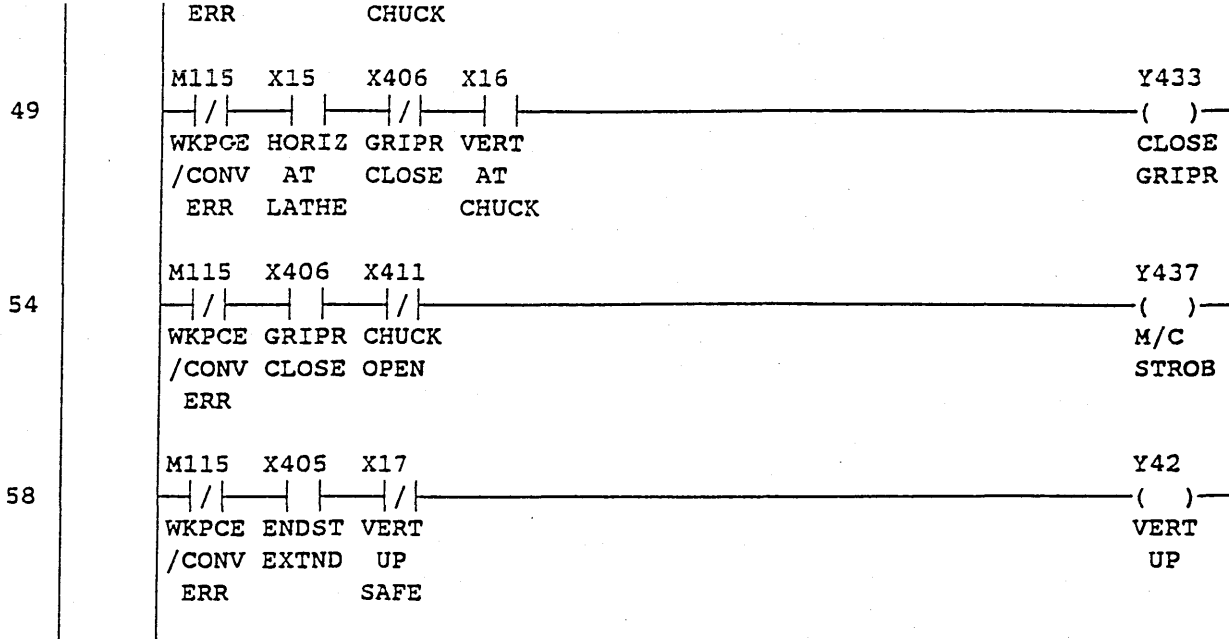 ERR CHUCK
M115 X15 X406 X16 Y433
49 ( )
WKPCE HORIZ GRIPR VERT CLOSE
/CONV AT CLOSE AT GRIPR
ERR LATHE CHUCK
M115 X406 X411 Y437
54 ( )
WKPCE GRIPR CHUCK M/C
/CONV CLOSE OPEN STROB
ERR
M115 X405 X17 Y42
58 ( )
WKPCE ENDST VERT VERT
/CONV EXTND UP UP
ERR SAFE